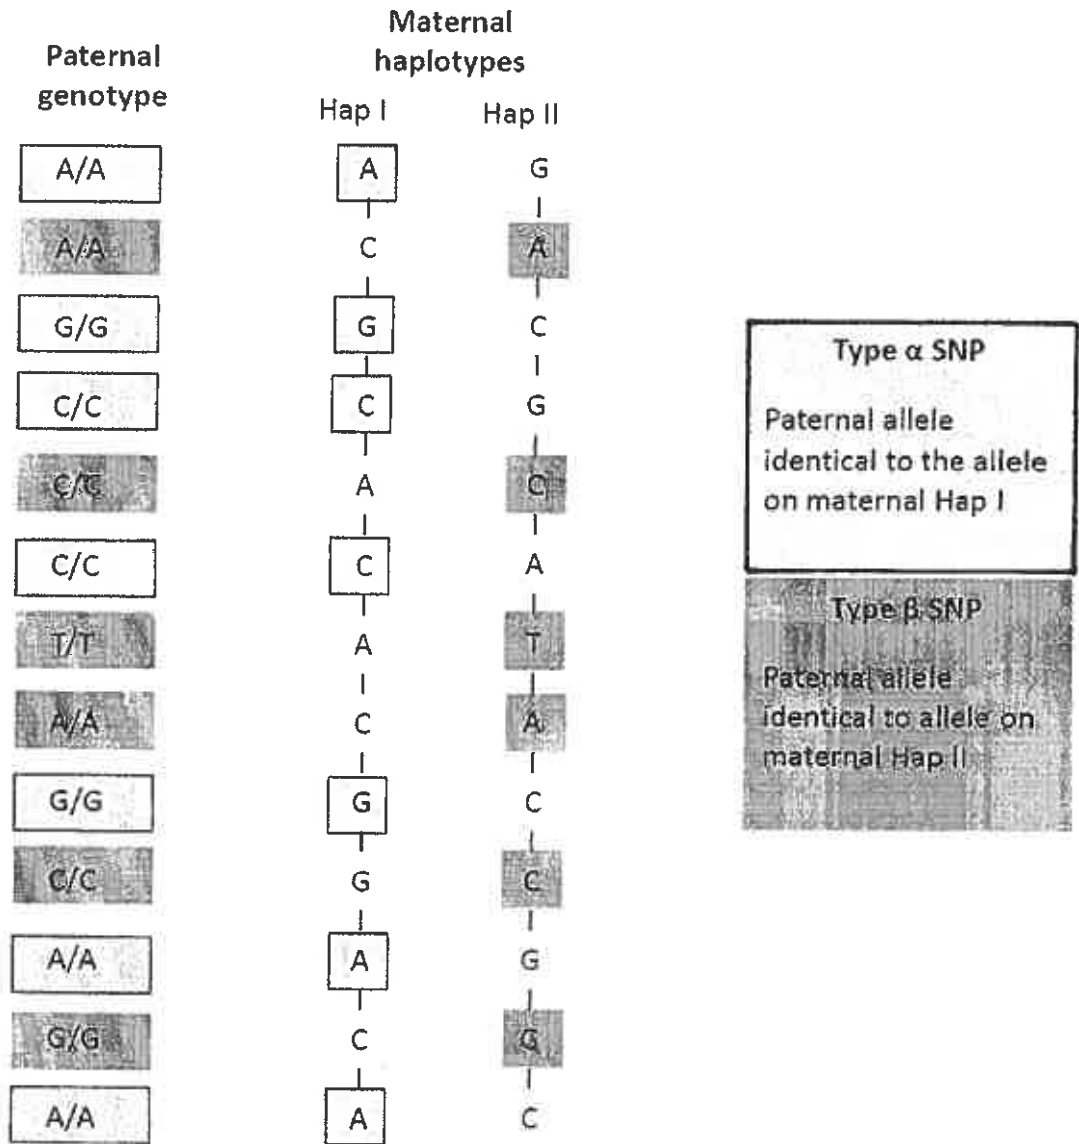 Maternal
haplotypes
Paternal
genotype
Hap I
Hap II
A/A A G
A/A C A
G/G G C
C/C C G
C/C A C
C/C C A
T/T A T
A/A C A
G/G G C
C/C G C
A/A A G
G/G C G
A/A A C
Type α SNP
Paternal allele
identical to the allele
on maternal Hap I
Type β SNP
Paternal allele
identical to allele on
maternal Hap II